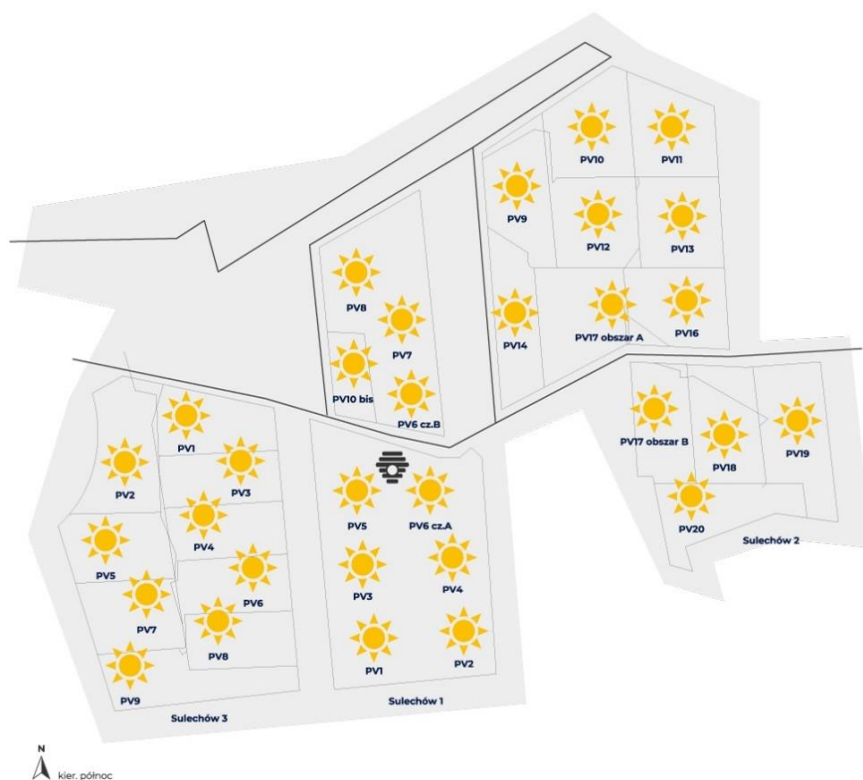 PV10
PV11
PV9
PV12
PV13
PV8
PV7
PV14
PV17 obszar A
PV16
PV10 bis
PV6 cz.B
PV1
PV2
PV3
PV17 obszar B
PV18
PV19
PV5
PV6 cz.A
PV4
PV20
PV5
Sulechów 2
PV3
PV4
PV6
PV7
PV8
PV1
PV2
PV9
Sulechów 3
Sulechów 1
N
kier. północ